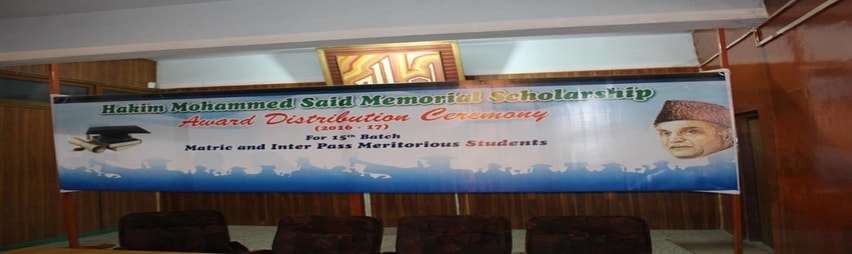 Hakim Mohammed Said Memorial Scholarship
Award Distribution Ceremony
(2016 - 17)
For 15th Batch
Matric and Inter Pass Meritorious Students